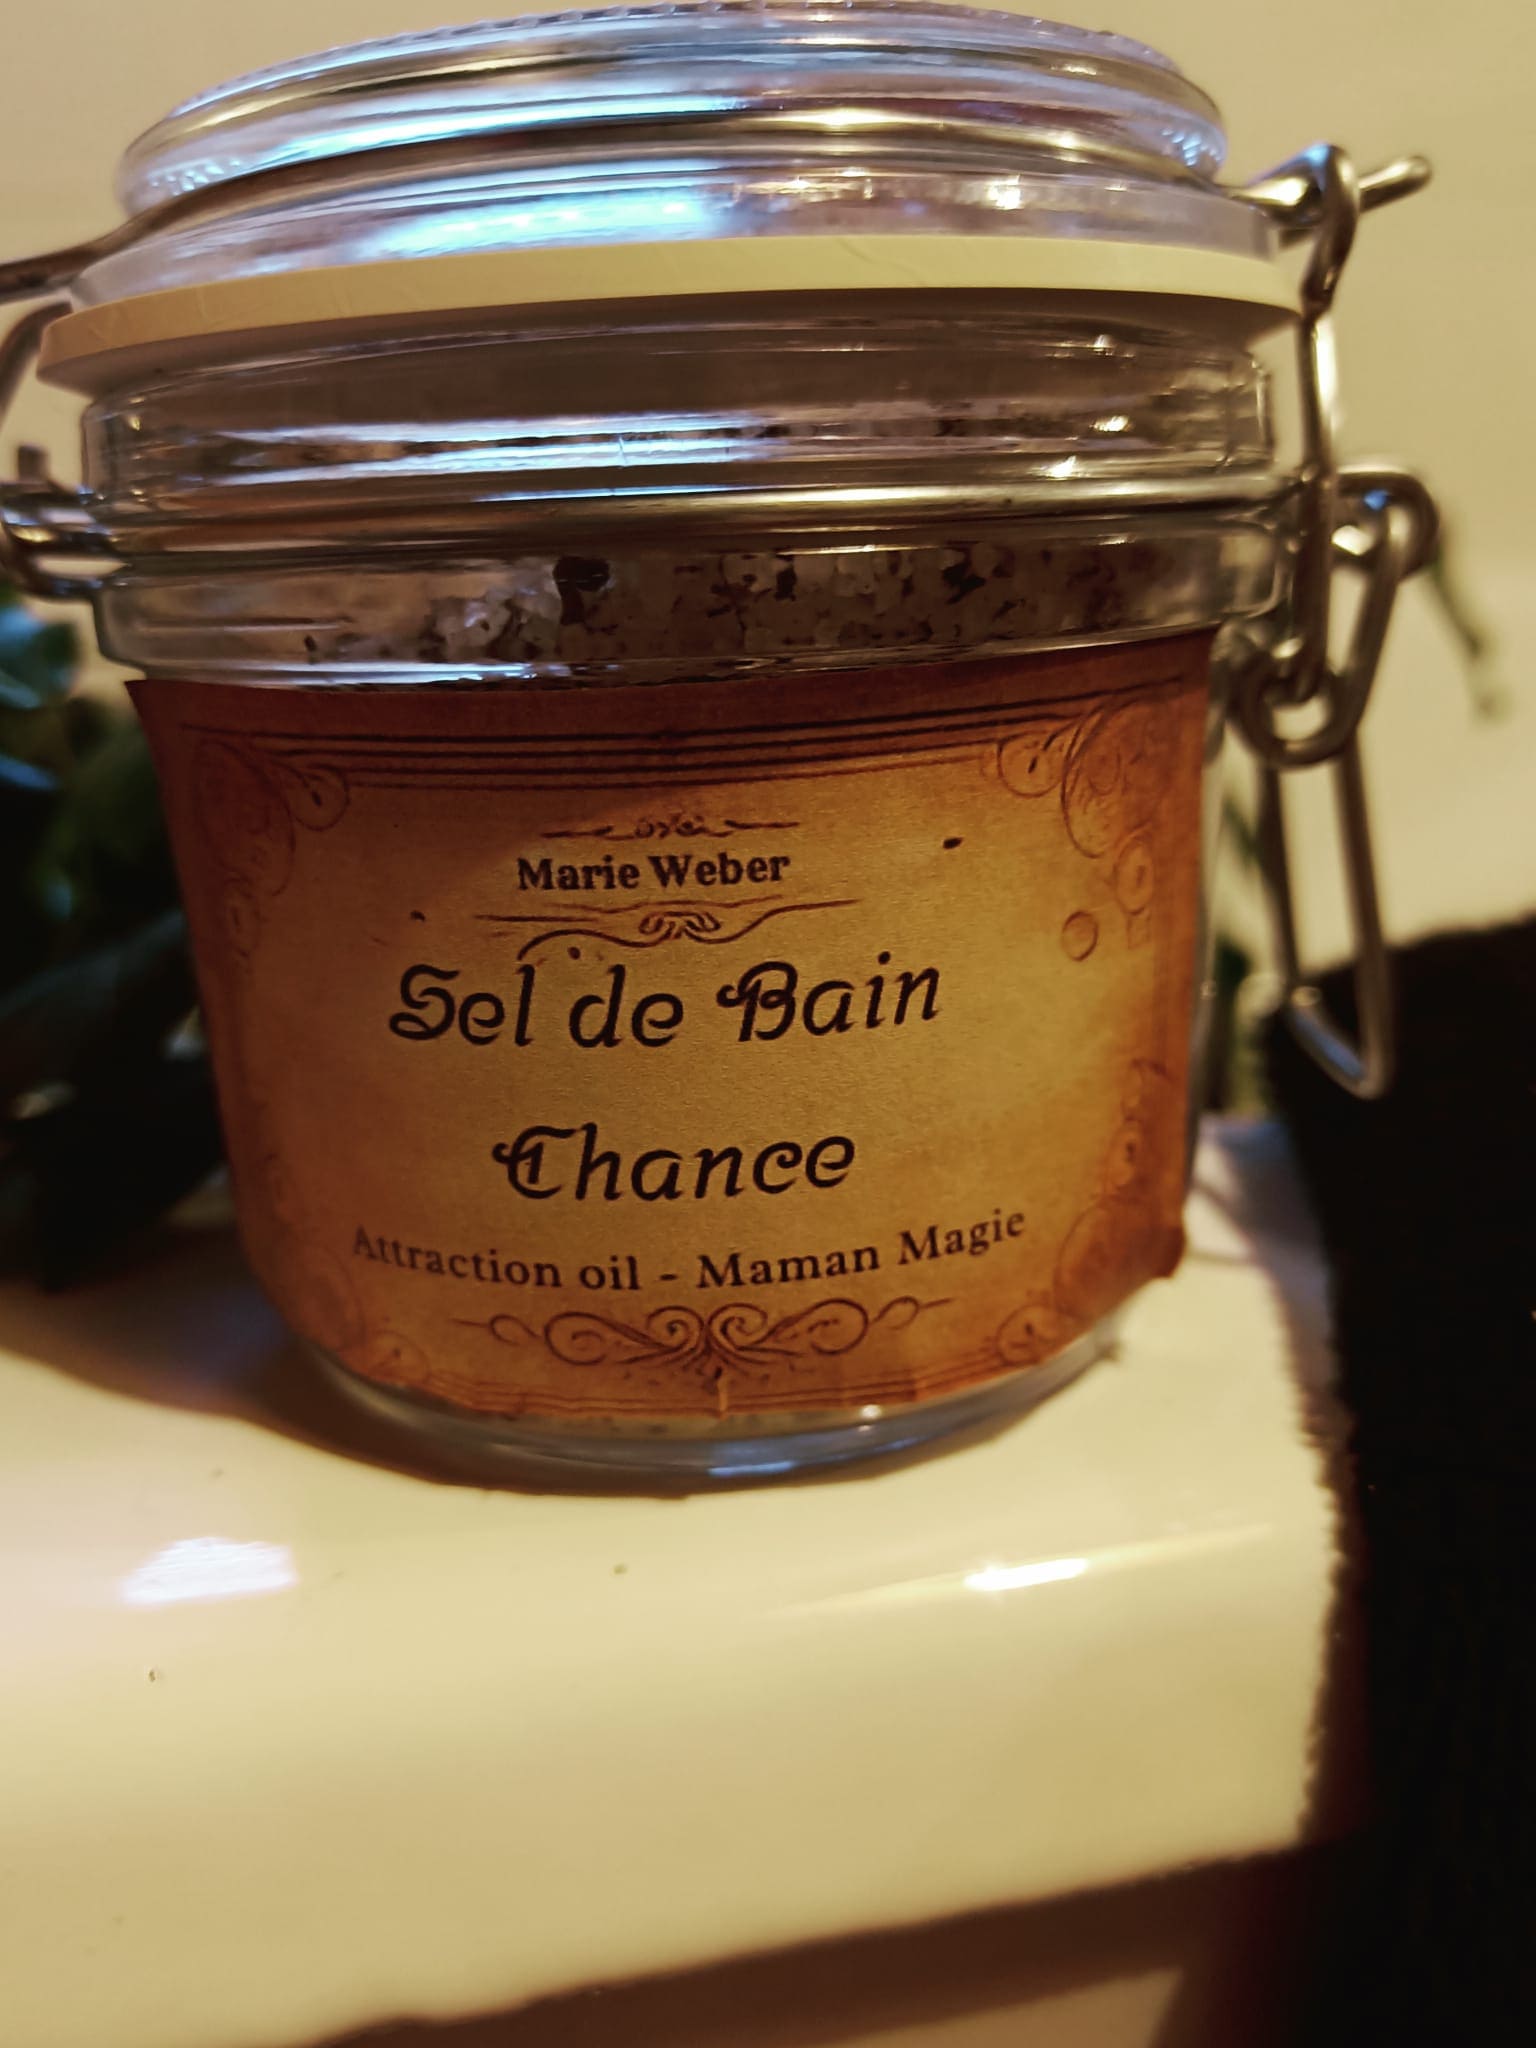 Marie Weber
Sel de Bain
Chance
Attraction oil - Maman Magie